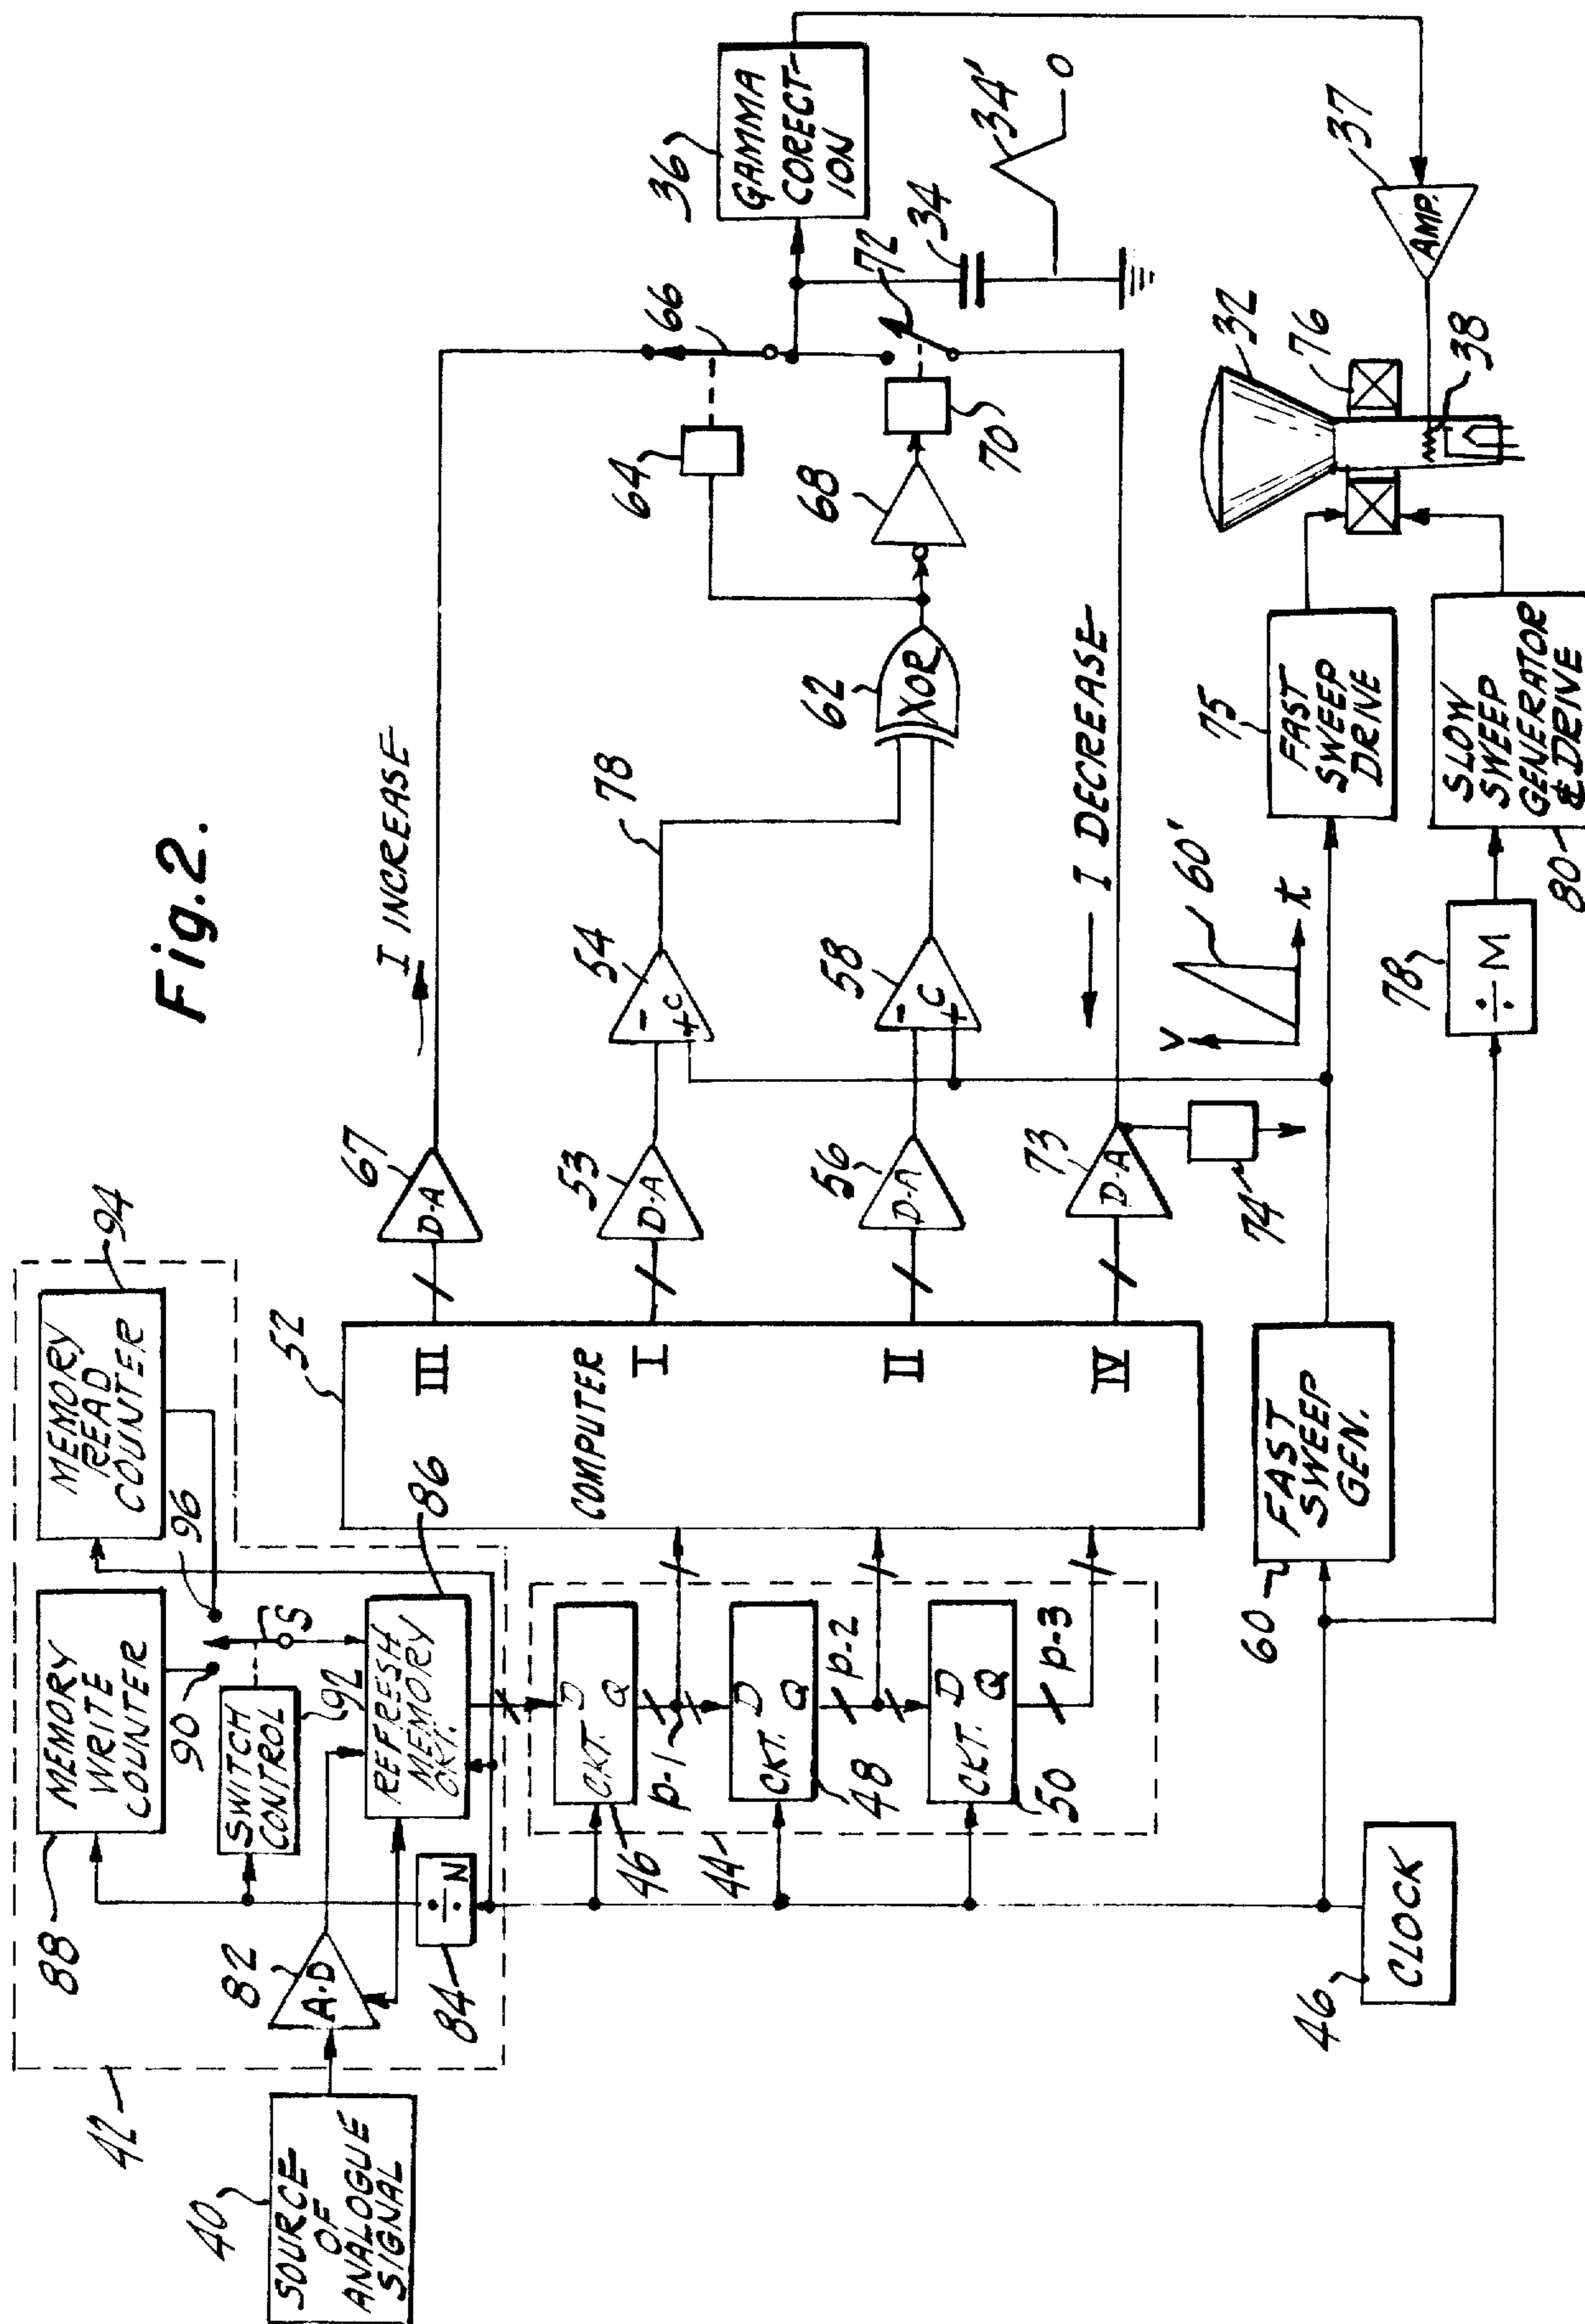 Fig.2.
40
SOURCE
OF
ANALOGUE
SIGNAL
42
88
MEMORY
WRITE
COUNTER
90
96
94
MEMORY
READ
COUNTER
SWITCH
CONTROL
92
S
82
A-D
84
÷N
REFRESH
MEMORY
CRT.
86
44
46
CKT.
D
Q
p-1
48
CKT.
D
Q
p-2
50
CKT.
D
Q
p-3
52
COMPUTER
III
I
II
IV
67
D-A
53
D-A
56
D-A
73
D-A
74
I INCREASE
54
-
+
C
58
-
+
C
78
62
XOR
64
66
68
70
72
I DECREASE
36
GAMMA
CORECT-
ION
34
34'
O
46
CLOCK
60
FAST
SWEEP
GEN.
V
t
60'
75
FAST
SWEEP
DRIVE
78
÷M
80
SLOW
SWEEP
GENERATOR
& DRIVE
32
76
38
37
AMP.